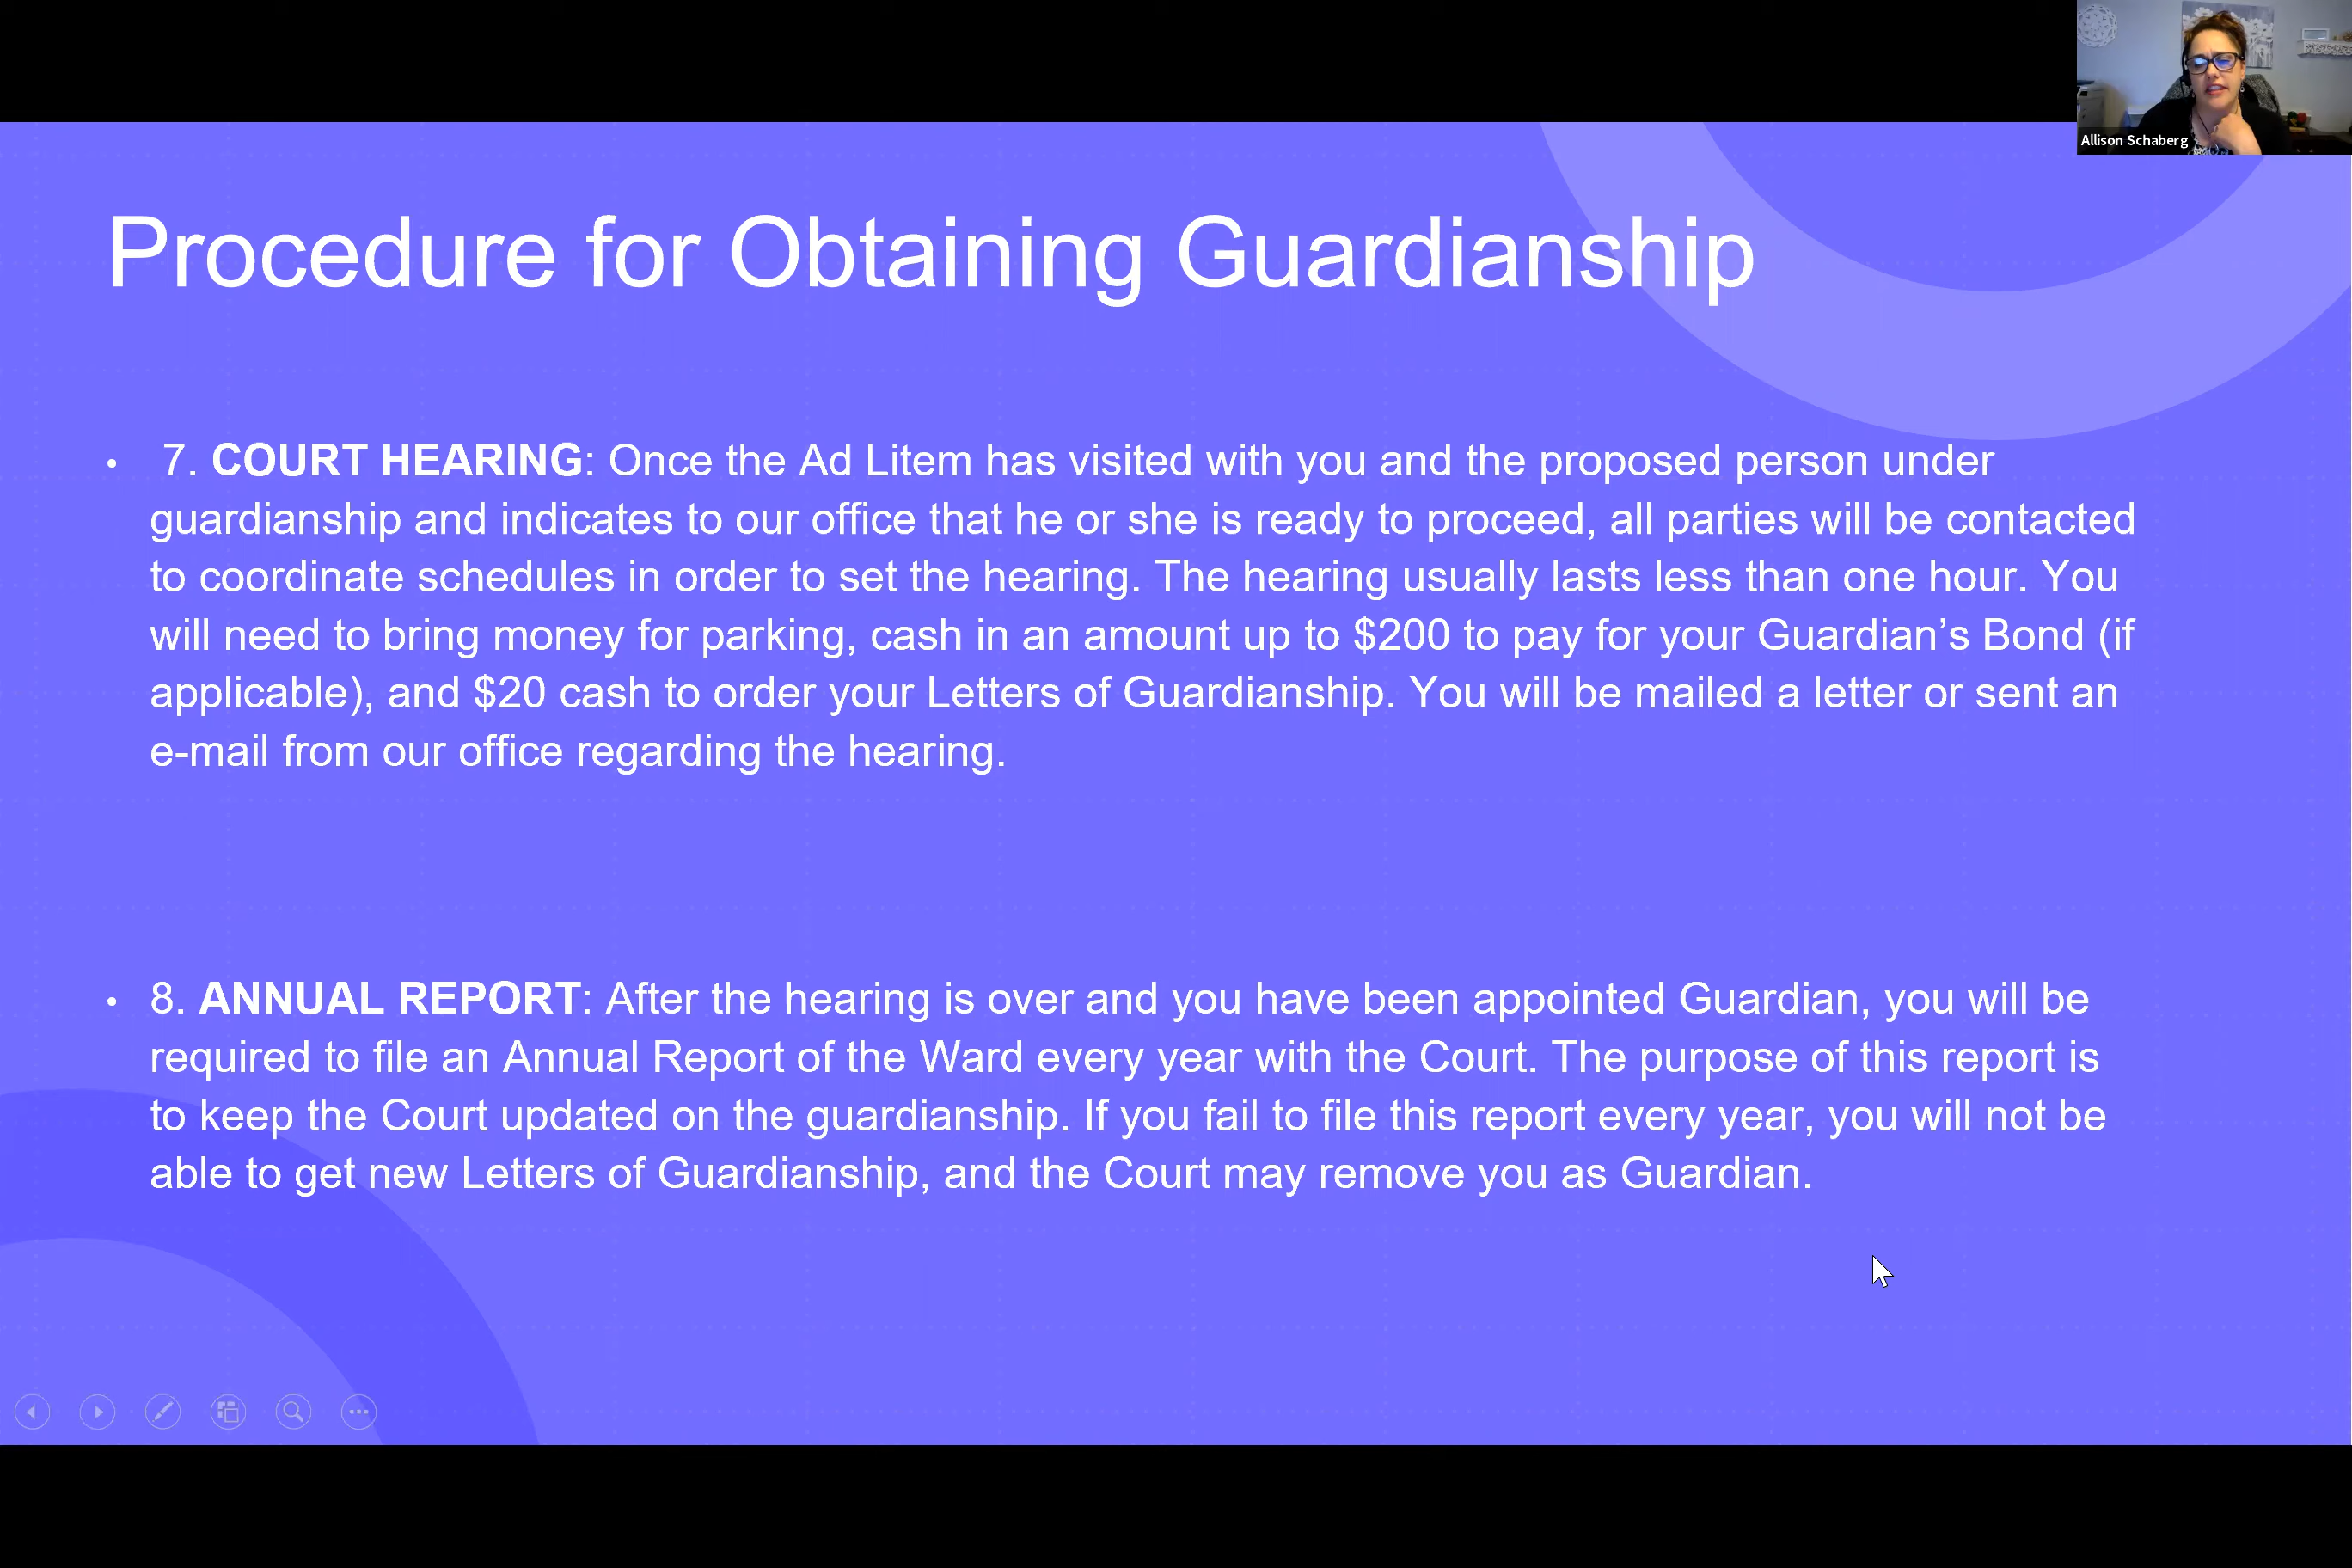 Allison Schaberg
Procedure for Obtaining Guardianship
• 7. COURT HEARING: Once the Ad Litem has visited with you and the proposed person under
guardianship and indicates to our office that he or she is ready to proceed, all parties will be contacted
to coordinate schedules in order to set the hearing. The hearing usually lasts less than one hour. You
will need to bring money for parking, cash in an amount up to $200 to pay for your Guardian’s Bond (if
applicable), and $20 cash to order your Letters of Guardianship. You will be mailed a letter or sent an
e-mail from our office regarding the hearing.
• 8. ANNUAL REPORT: After the hearing is over and you have been appointed Guardian, you will be
required to file an Annual Report of the Ward every year with the Court. The purpose of this report is
to keep the Court updated on the guardianship. If you fail to file this report every year, you will not be
able to get new Letters of Guardianship, and the Court may remove you as Guardian.